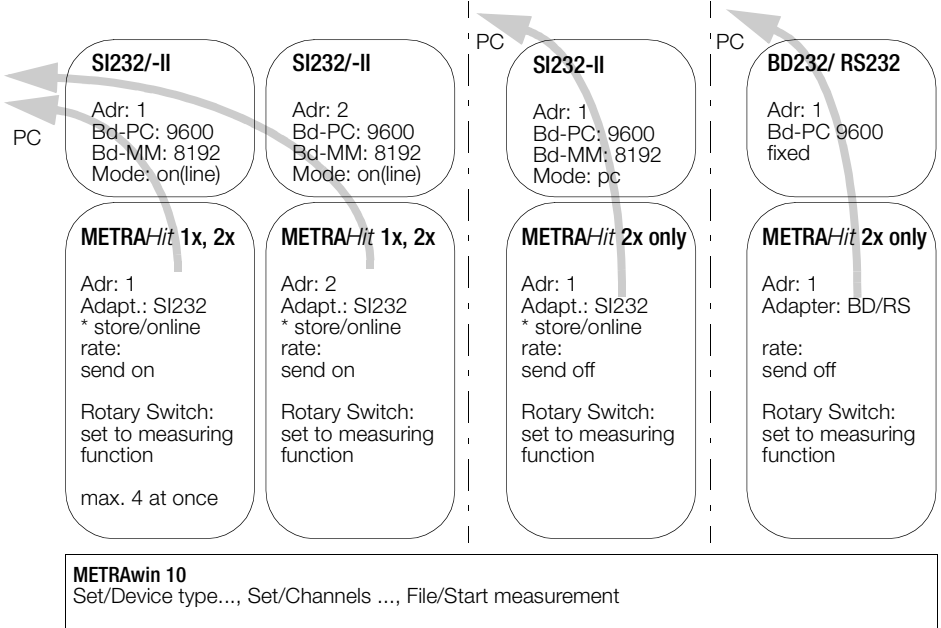 PC
SI232/-II
Adr: 1
Bd-PC: 9600
Bd-MM: 8192
Mode: on(line)
METRAHit 1x, 2x
Adr: 1
Adapt.: SI232
* store/online
rate:
send on
Rotary Switch:
set to measuring
function
max. 4 at once
SI232/-II
Adr: 2
Bd-PC: 9600
Bd-MM: 8192
Mode: on(line)
METRAHit 1x, 2x
Adr: 2
Adapt.: SI232
* store/online
rate:
send on
Rotary Switch:
set to measuring
function
PC
SI232-II
Adr: 1
Bd-PC: 9600
Bd-MM: 8192
Mode: pc
METRAHit 2x only
Adr: 1
Adapt.: SI232
* store/online
rate:
send off
Rotary Switch:
set to measuring
function
PC
BD232/ RS232
Adr: 1
Bd-PC 9600
fixed
METRAHit 2x only
Adr: 1
Adapter: BD/RS
rate:
send off
Rotary Switch:
set to measuring
function
METRAwin 10
Set/Device type..., Set/Channels ..., File/Start measurement